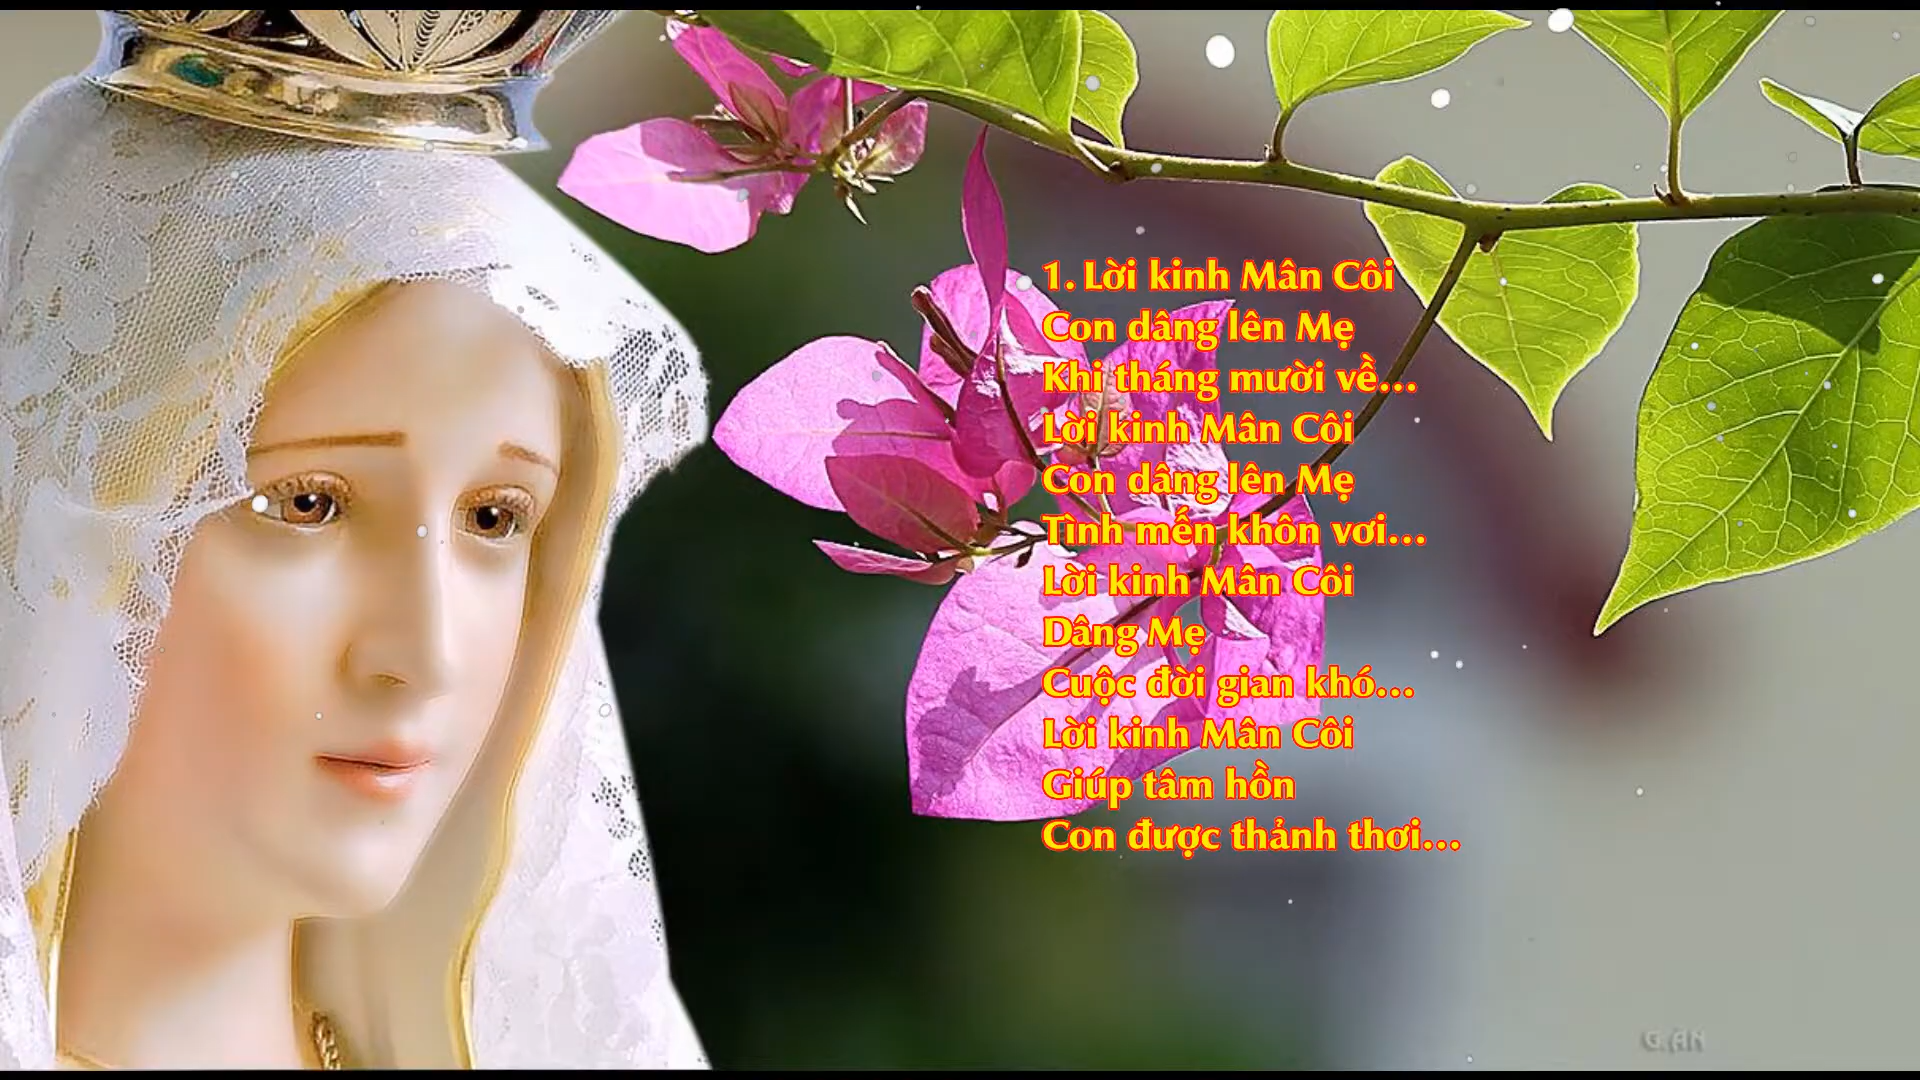 1. Lời kinh Mân Côi
Con dâng lên Mẹ
Khi tháng mười về...
Lời kinh Mân Côi
Con dâng lên Mẹ
Tình mến khôn vơi...
Lời kinh Mân Côi
Dâng Mẹ
Cuộc đời gian khó...
Lời kinh Mân Côi
Giúp tâm hồn
Con được thảnh thơi...
G.ÂN